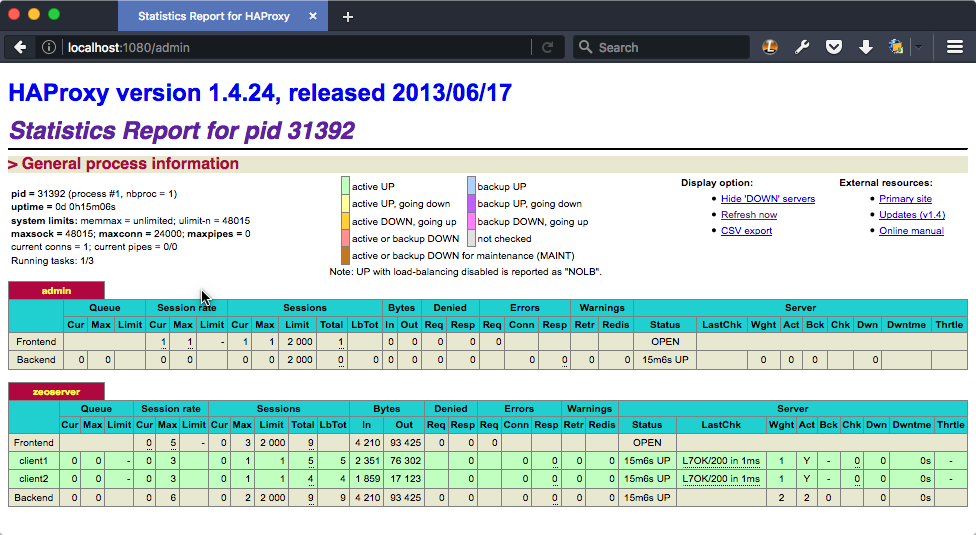 Statistics Report for HAProxy × +
localhost:1080/admin Search
HAProxy version 1.4.24, released 2013/06/17
Statistics Report for pid 31392
> General process information
pid = 31392 (process #1, nbproc = 1)
uptime = 0d 0h15m06s
system limits: memmax = unlimited; ulimit-n = 48015
maxsock = 48015; maxconn = 24000; maxpipes = 0
current conns = 1; current pipes = 0/0
Running tasks: 1/3
active UP backup UP
active UP, going down backup UP, going down
active DOWN, going up backup DOWN, going up
active or backup DOWN not checked
active or backup DOWN for maintenance (MAINT)
Note: UP with load-balancing disabled is reported as "NOLB".
Display option:
• Hide 'DOWN' servers
• Refresh now
• CSV export
External resources:
• Primary site
• Updates (v1.4)
• Online manual
admin
Queue Session rate Sessions Bytes Denied Errors Warnings Server
Cur Max Limit Cur Max Limit Cur Max Limit Total LbTot In Out Req Resp Req Conn Resp Retr Redis Status LastChk Wght Act Bck Chk Dwn Dwntme Thrtle
Frontend 1 1 - 1 1 2 000 1 0 0 0 0 0 OPEN
Backend 0 0 0 0 0 0 2 000 0 0 0 0 0 0 0 0 0 0 15m6s UP 0 0 0 0
zeoserver
Queue Session rate Sessions Bytes Denied Errors Warnings Server
Cur Max Limit Cur Max Limit Cur Max Limit Total LbTot In Out Req Resp Req Conn Resp Retr Redis Status LastChk Wght Act Bck Chk Dwn Dwntme Thrtle
Frontend 0 5 - 0 3 2 000 9 4 210 93 425 0 0 0 OPEN
client1 0 0 - 0 3 0 1 1 5 5 2 351 76 302 0 0 0 0 0 15m6s UP L7OK/200 in 1ms 1 Y - 0 0 0s -
client2 0 0 - 0 3 0 1 1 4 4 1 859 17 123 0 0 0 0 0 15m6s UP L7OK/200 in 1ms 1 Y - 0 0 0s -
Backend 0 0 0 6 0 2 2 000 9 9 4 210 93 425 0 0 0 0 0 0 15m6s UP 2 2 0 0 0s